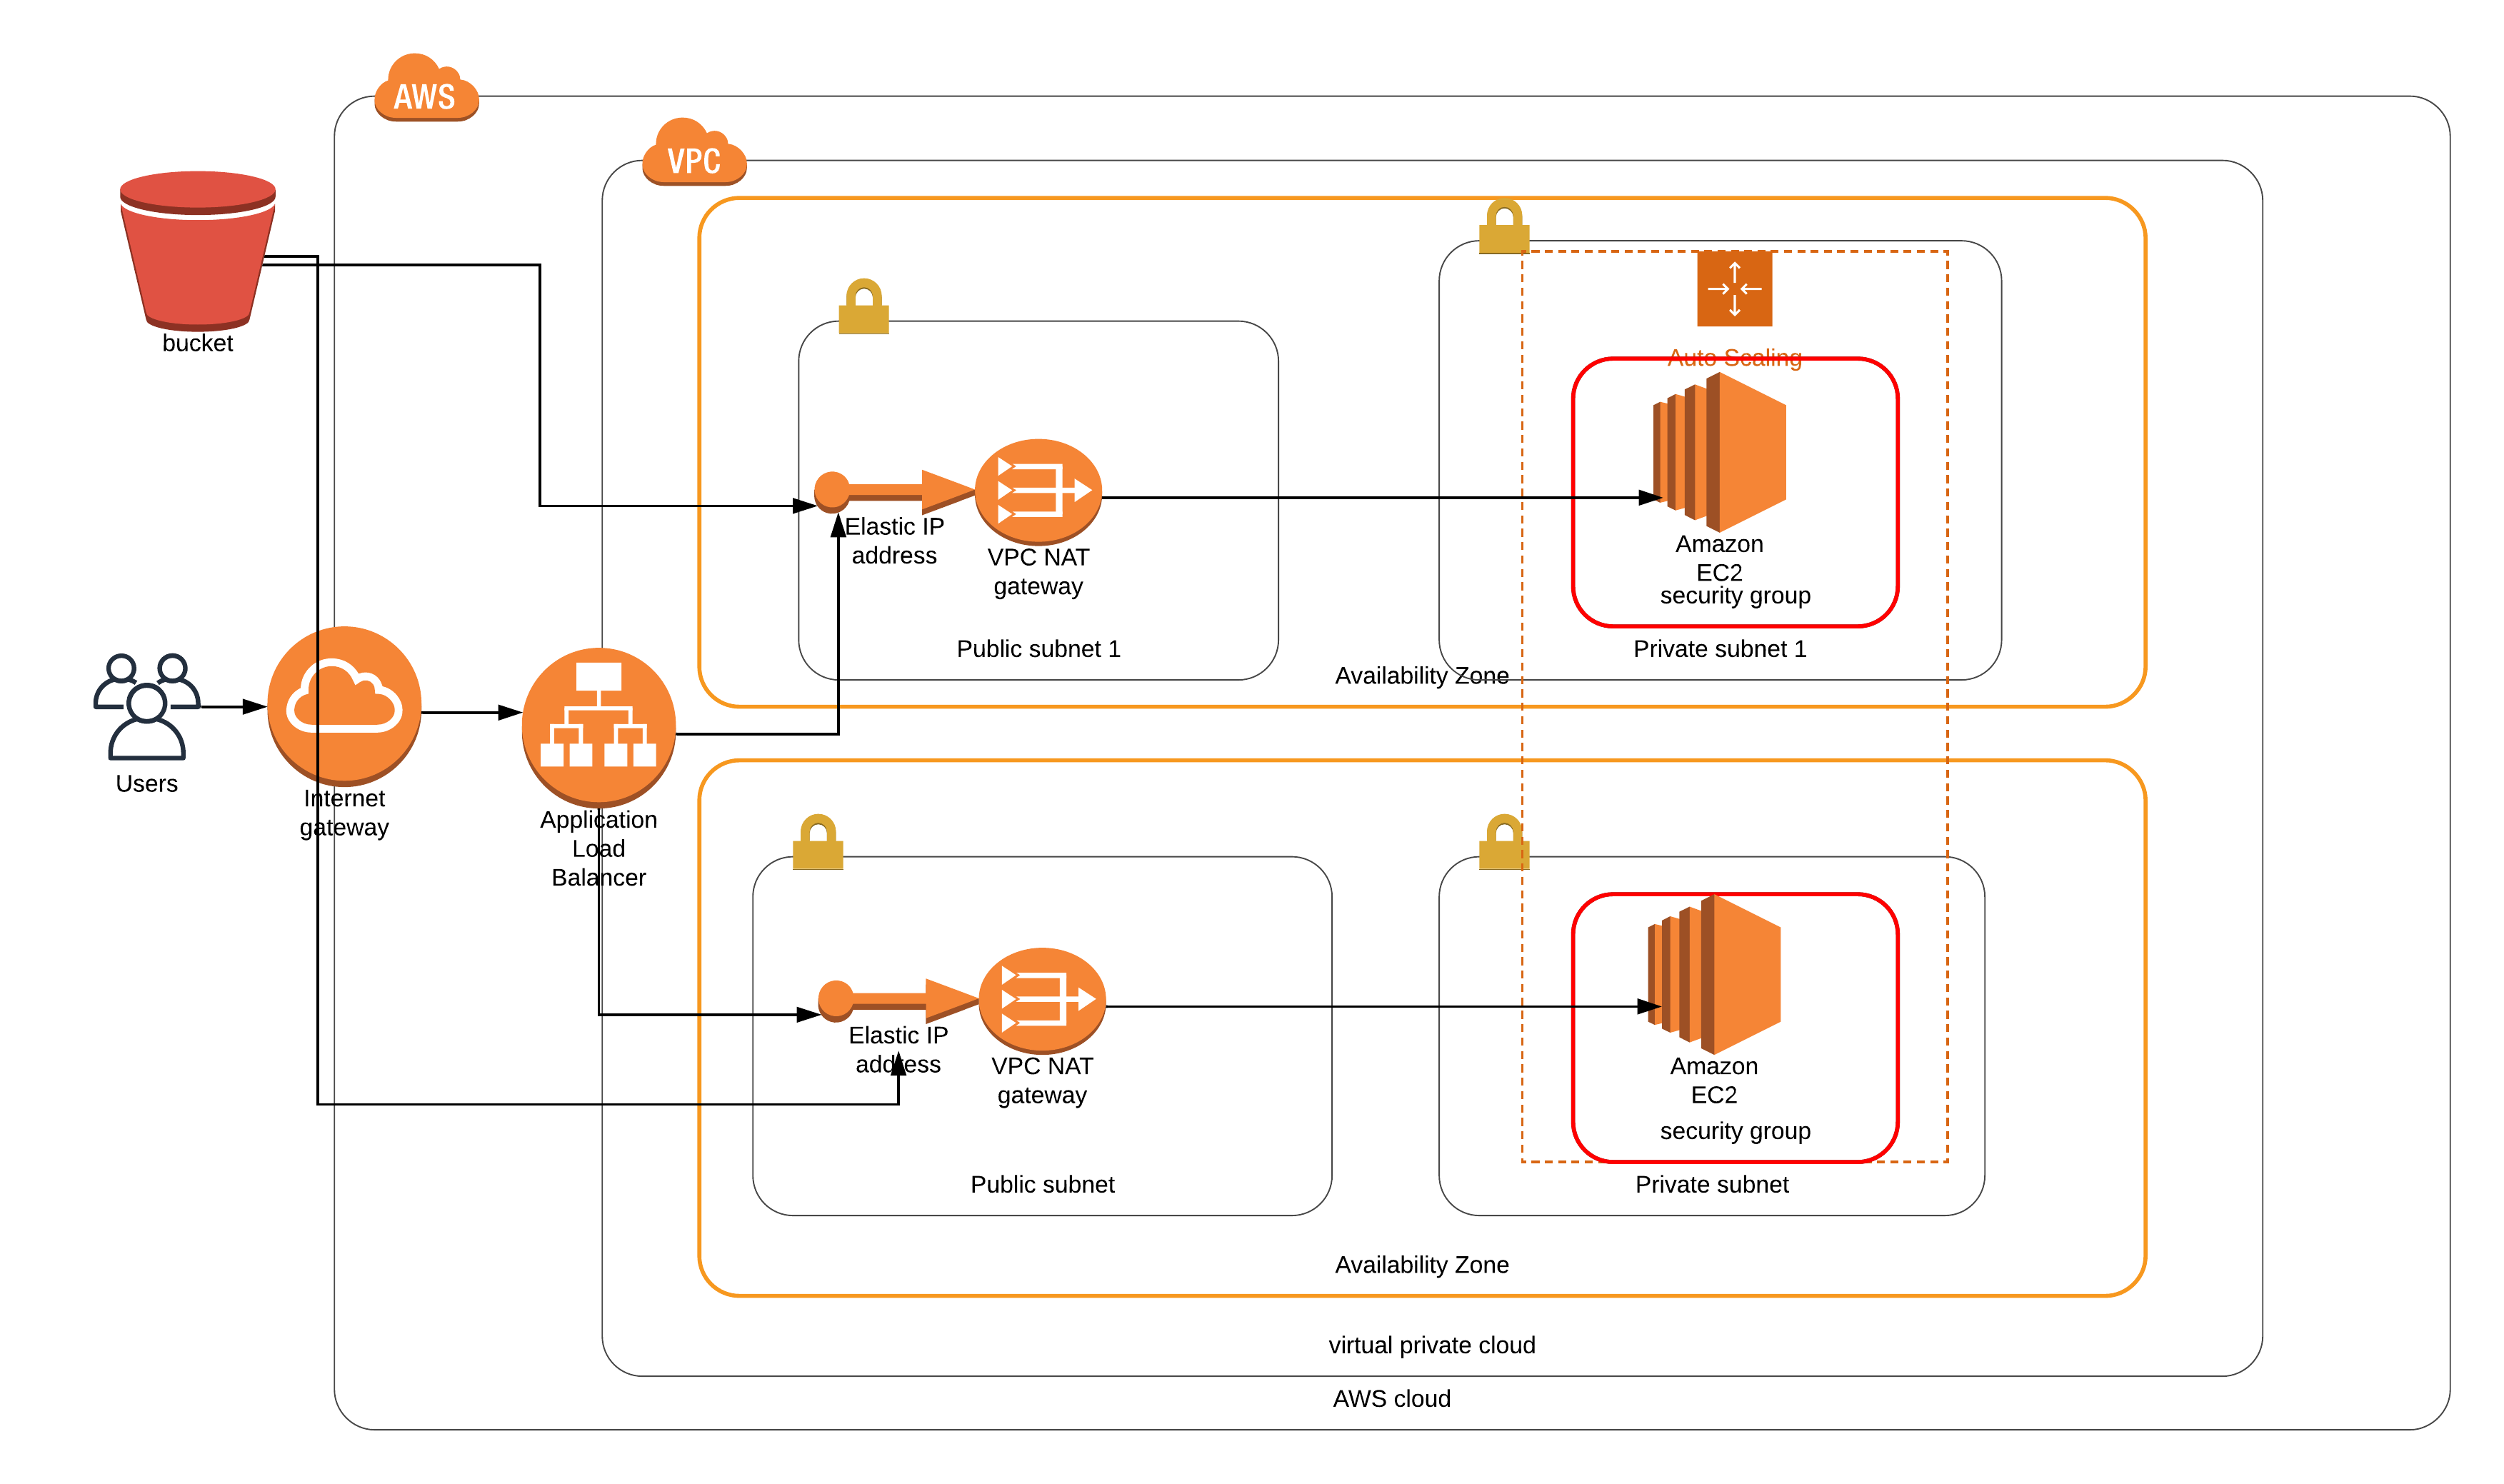 AWS
VPC
bucket
Auto Scaling
Elastic IP
address
VPC NAT
gateway
Amazon
EC2
security group
Public subnet 1
Private subnet 1
Availability Zone
Users
Internet
gateway
Application
Load
Balancer
Elastic IP
address
VPC NAT
gateway
Amazon
EC2
security group
Public subnet
Private subnet
Availability Zone
virtual private cloud
AWS cloud